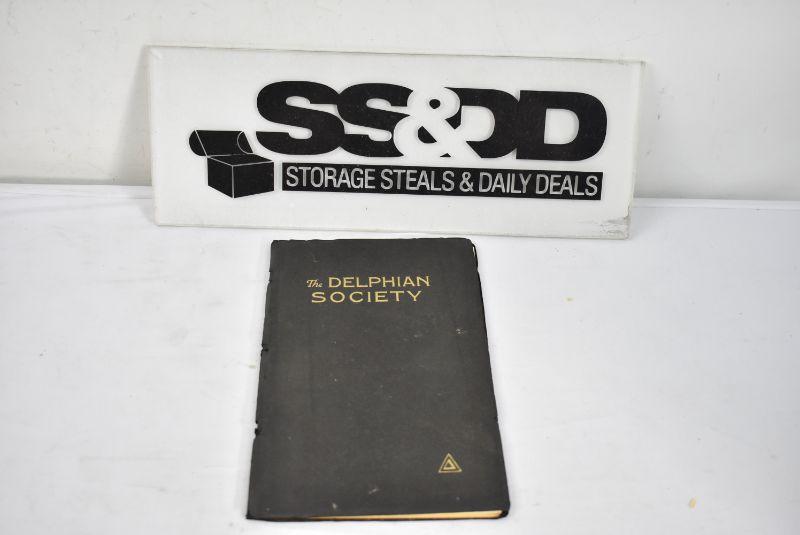 SS&DD
STORAGE STEALS & DAILY DEALS
The DELPHIAN
SOCIETY